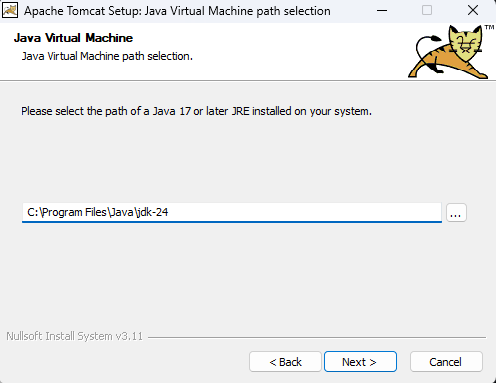 Apache Tomcat Setup: Java Virtual Machine path selection
Java Virtual Machine
Java Virtual Machine path selection.
TM
Please select the path of a Java 17 or later JRE installed on your system.
C:\Program Files\Java\jdk-24
...
Nullsoft Install System v3.11
< Back
Next >
Cancel